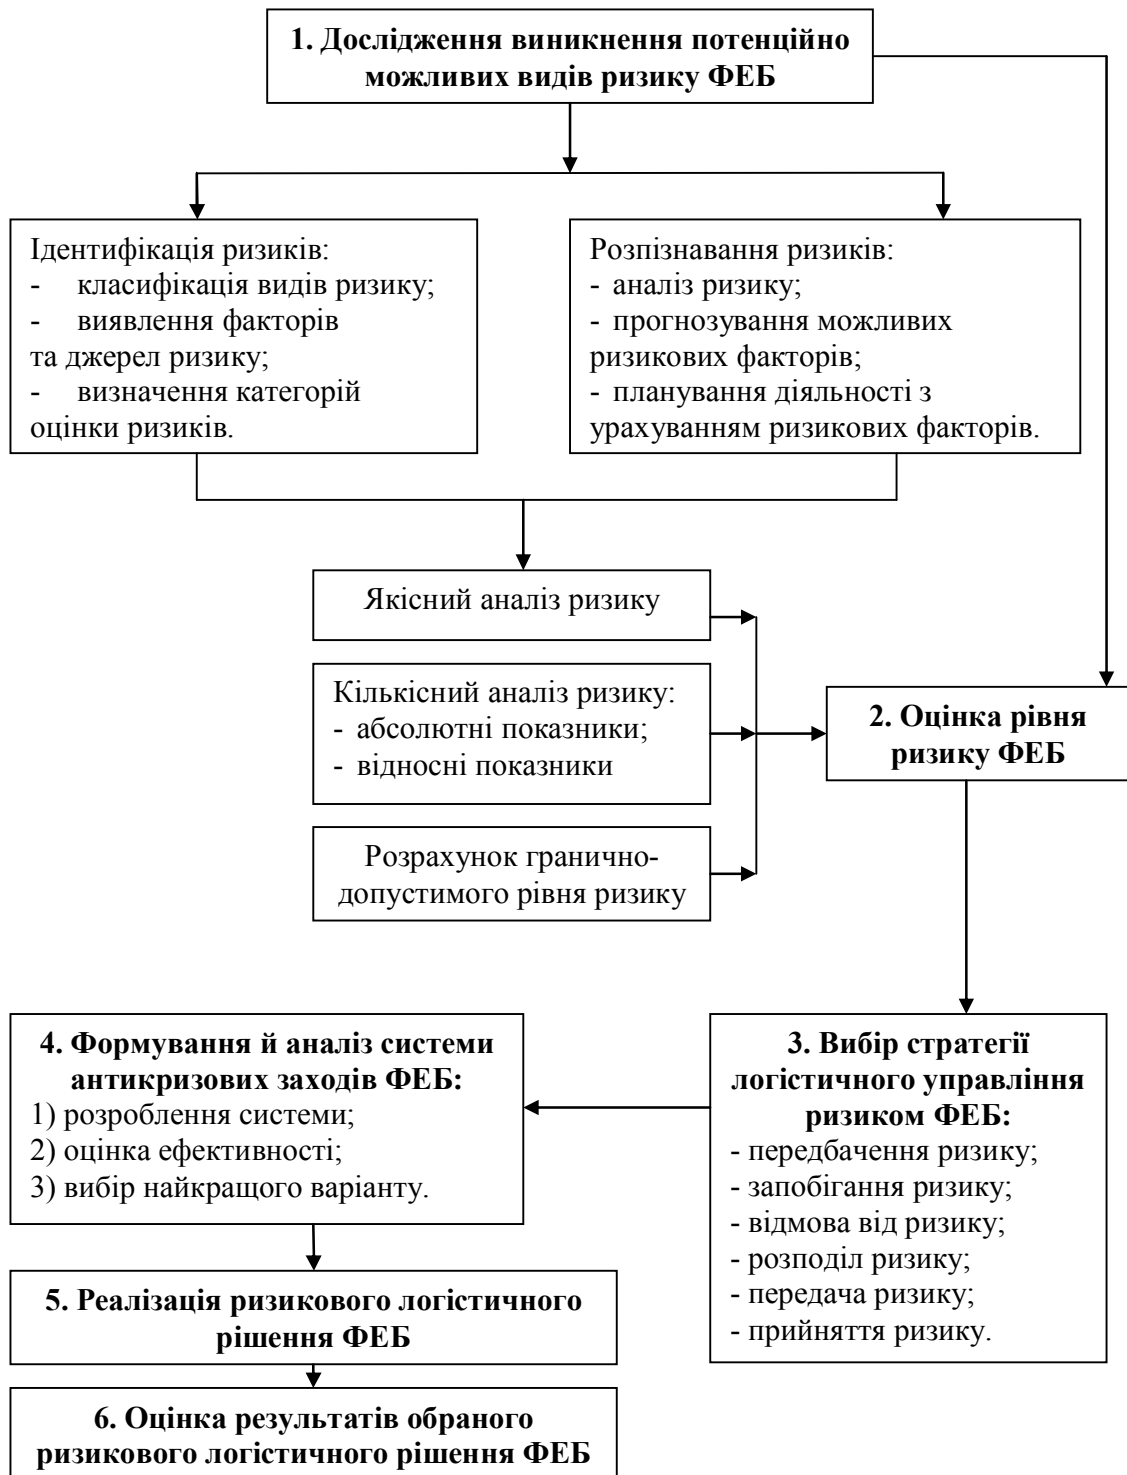 1. Дослідження виникнення потенційно
можливих видів ризику ФЕБ
Ідентифікація ризиків:
- класифікація видів ризику;
- виявлення факторів
та джерел ризику;
- визначення категорій
оцінки ризиків.
Розпізнавання ризиків:
- аналіз ризику;
- прогнозування можливих
ризикових факторів;
- планування діяльності з
урахуванням ризикових факторів.
Якісний аналіз ризику
Кількісний аналіз ризику:
- абсолютні показники;
- відносні показники
Розрахунок гранично-
допустимого рівня ризику
2. Оцінка рівня
ризику ФЕБ
3. Вибір стратегії
логістичного управління
ризиком ФЕБ:
- передбачення ризику;
- запобігання ризику;
- відмова від ризику;
- розподіл ризику;
- передача ризику;
- прийняття ризику.
4. Формування й аналіз системи
антикризових заходів ФЕБ:
1) розроблення системи;
2) оцінка ефективності;
3) вибір найкращого варіанту.
5. Реалізація ризикового логістичного
рішення ФЕБ
6. Оцінка результатів обраного
ризикового логістичного рішення ФЕБ